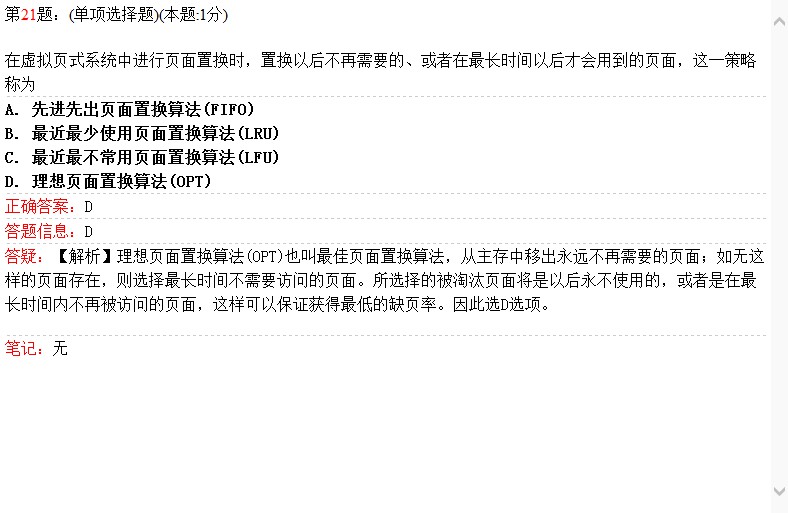 第21题：(单项选择题)(本题:1分)
在虚拟页式系统中进行页面置换时，置换以后不再需要的、或者在最长时间以后才会用到的页面，这一策略
称为
A. 先进先出页面置换算法(FIFO)
B. 最近最少使用页面置换算法(LRU)
C. 最近最不常用页面置换算法(LFU)
D. 理想页面置换算法(OPT)
正确答案：D
答题信息：D
答疑：【解析】理想页面置换算法(OPT)也叫最佳页面置换算法，从主存中移出永远不再需要的页面；如无这
样的页面存在，则选择最长时间不需要访问的页面。所选择的被淘汰页面将是以后永不使用的，或者是在最
长时间内不再被访问的页面，这样可以保证获得最低的缺页率。因此选D选项。
笔记：无